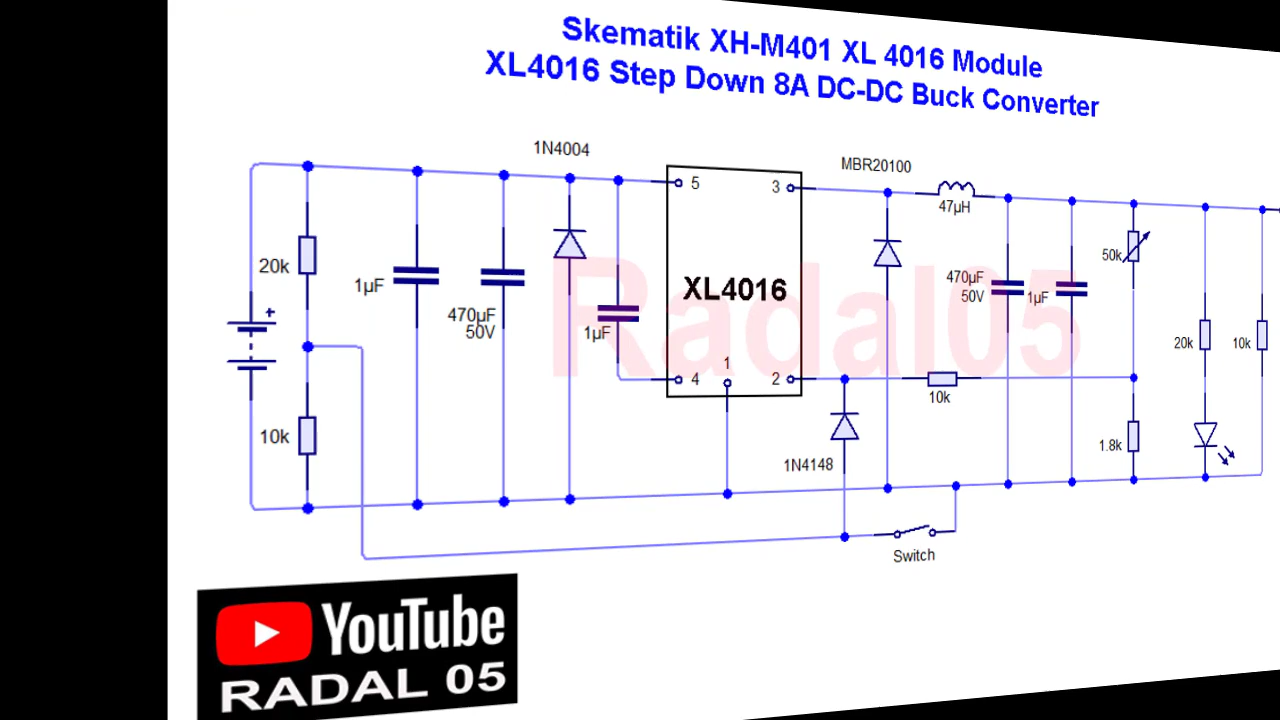 Skematik XH-M401 XL 4016 Module
XL4016 Step Down 8A DC-DC Buck Converter
1N4004
MBR20100
5
3
47µH
20k
1µF
470µF
50V
1µF
XL4016
470µF
50V
1µF
50k
20k
10k
+
4
1
2
10k
10k
1N4148
1.8k
Switch
Radal05
YouTube
RADAL 05